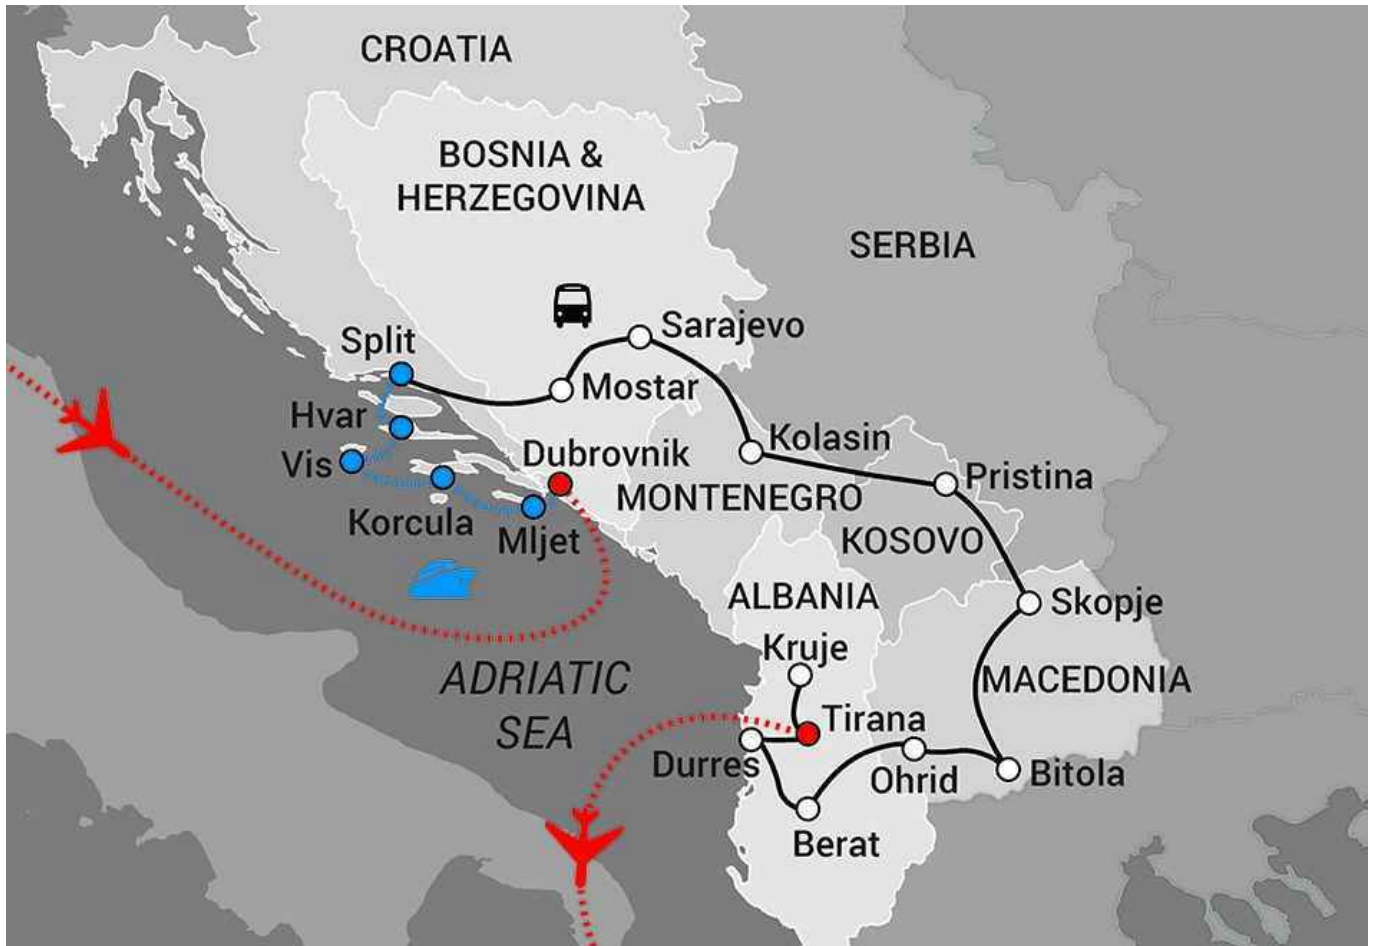 CROATIA
BOSNIA &
HERZEGOVINA
SERBIA
Sarajevo
Split
Mostar
Hvar
Kolasin
Dubrovnik
Vis
Pristina
MONTENEGRO
Korcula
Mljet
KOSOVO
ALBANIA
Skopje
Kruje
ADRIATIC
SEA
MACEDONIA
Tirana
Durres
Ohrid
Bitola
Berat